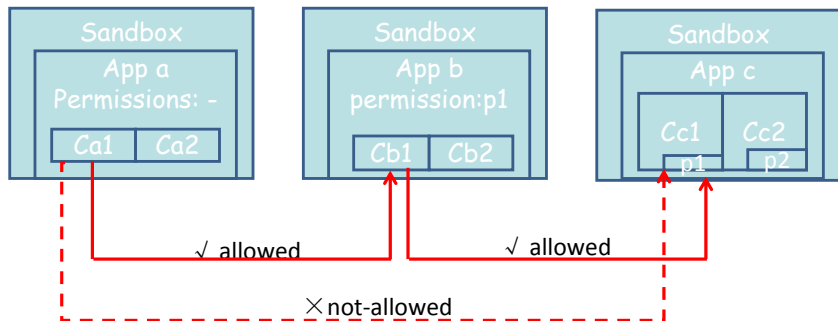 Sandbox
App a
Permissions: -
Ca1 Ca2
Sandbox
App b
permission:p1
Cb1 Cb2
Sandbox
App c
Cc1 Cc2
p1 p2
√ allowed
√ allowed
×not-allowed